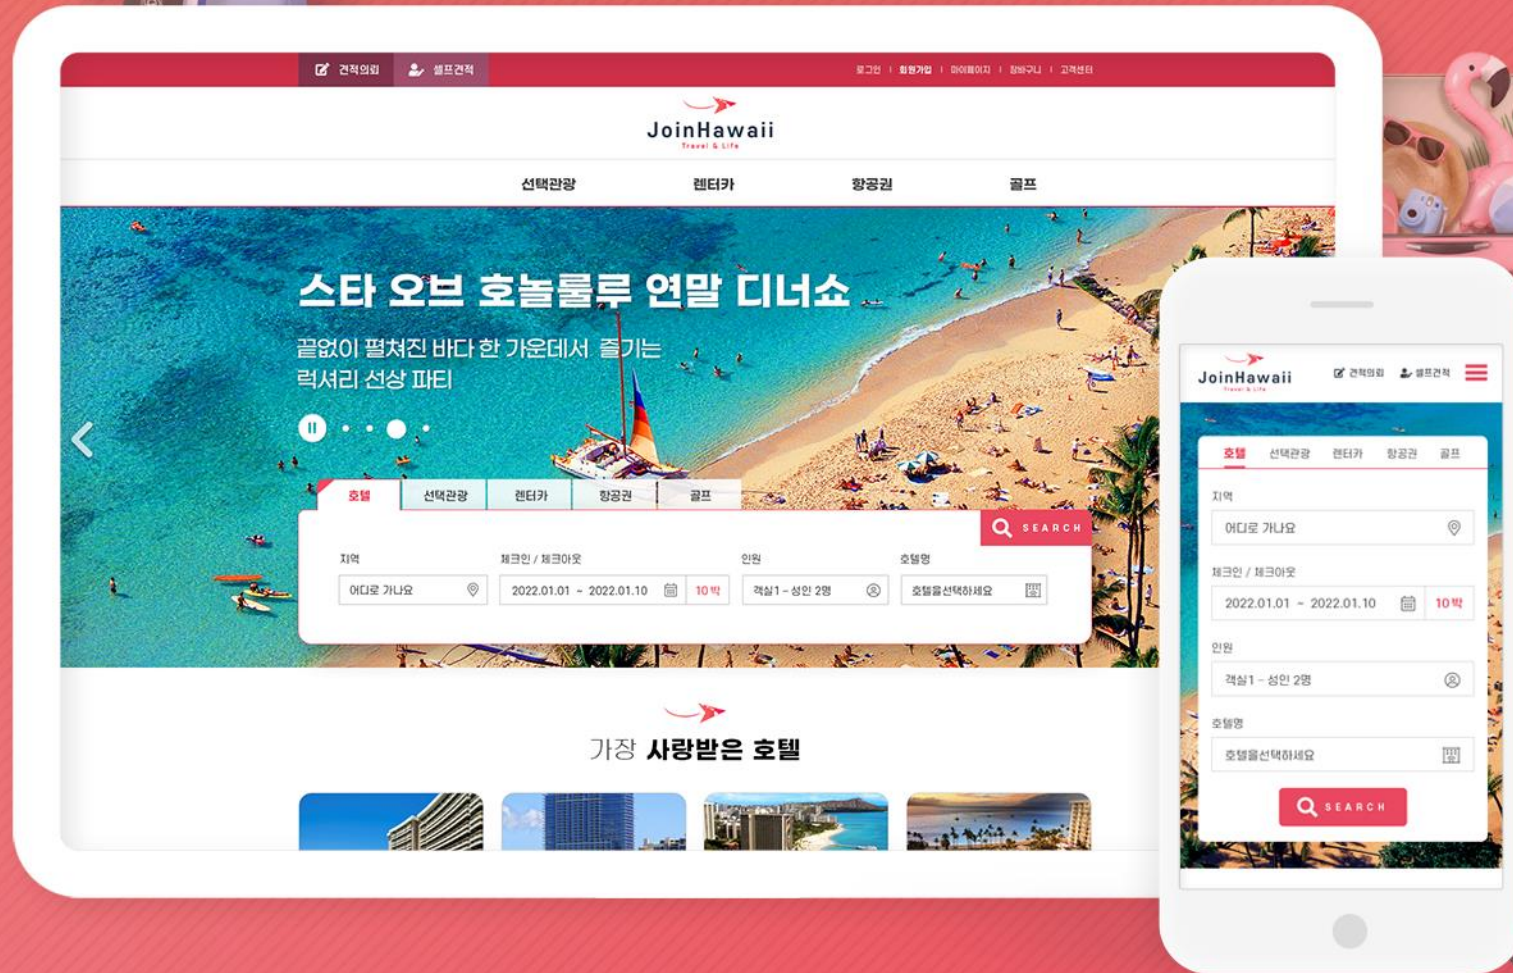 견적의뢰 셀프견적
로그인 | 회원가입 | 마이페이지 | 장바구니 | 고객센터
JoinHawaii
Travel & Life
선택관광 렌터카 항공권 골프
스타 오브 호놀룰루 연말 디너쇼
끝없이 펼쳐진 바다 한 가운데서 즐기는
럭셔리 선상 파티
호텔 선택관광 렌터카 항공권 골프
SEARCH
지역 체크인 / 체크아웃 인원 호텔명
어디로 가나요 2022.01.01 ~ 2022.01.10 10박 객실1 - 성인 2명 호텔을선택하세요
가장 사랑받은 호텔
JoinHawaii
Travel & Life
견적의뢰 셀프견적
호텔 선택관광 렌터카 항공권 골프
지역
어디로 가나요
체크인 / 체크아웃
2022.01.01 ~ 2022.01.10 10박
인원
객실1 - 성인 2명
호텔명
호텔을선택하세요
SEARCH